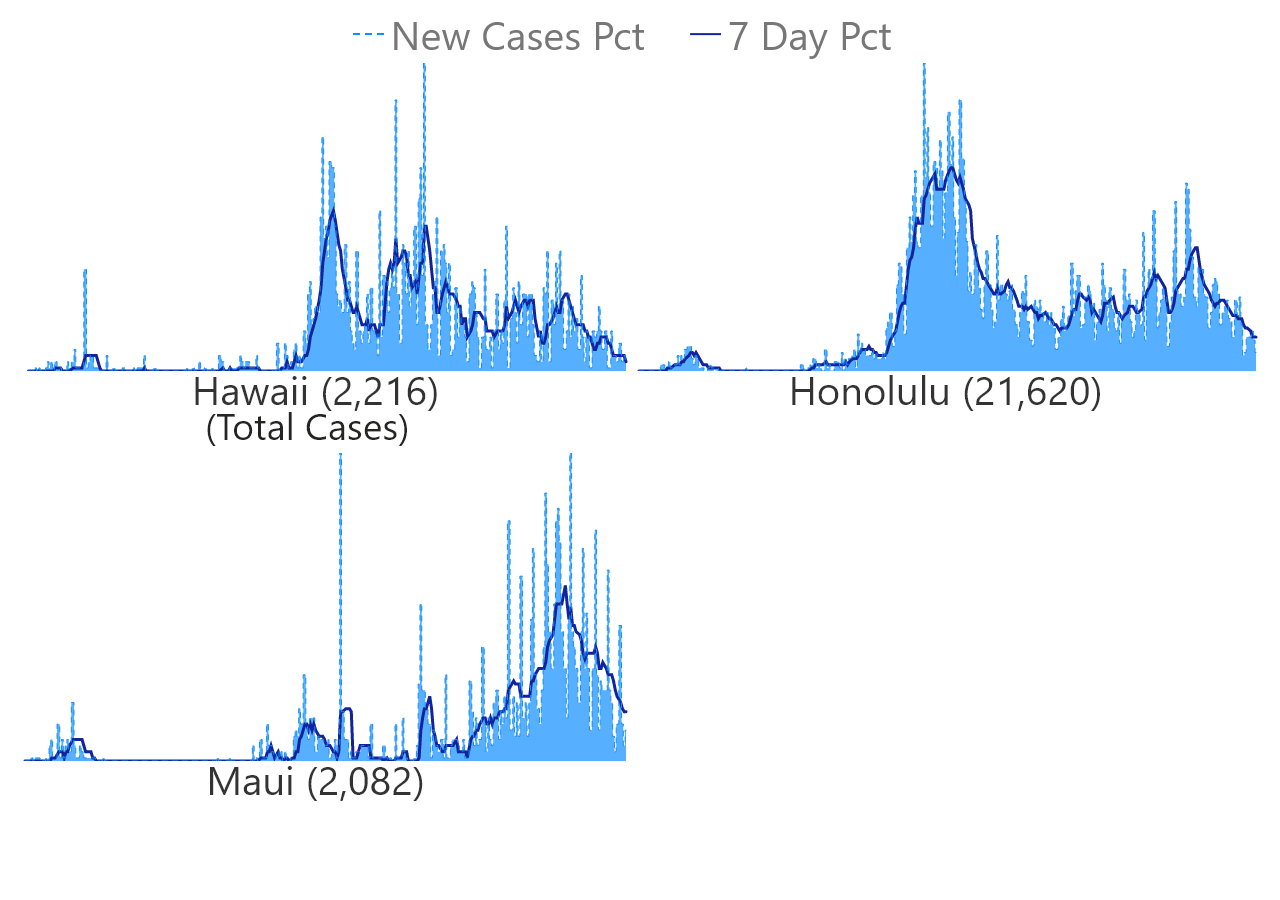 New Cases Pct 7 Day Pct
Hawaii (2,216)
(Total Cases)
Honolulu (21,620)
Maui (2,082)